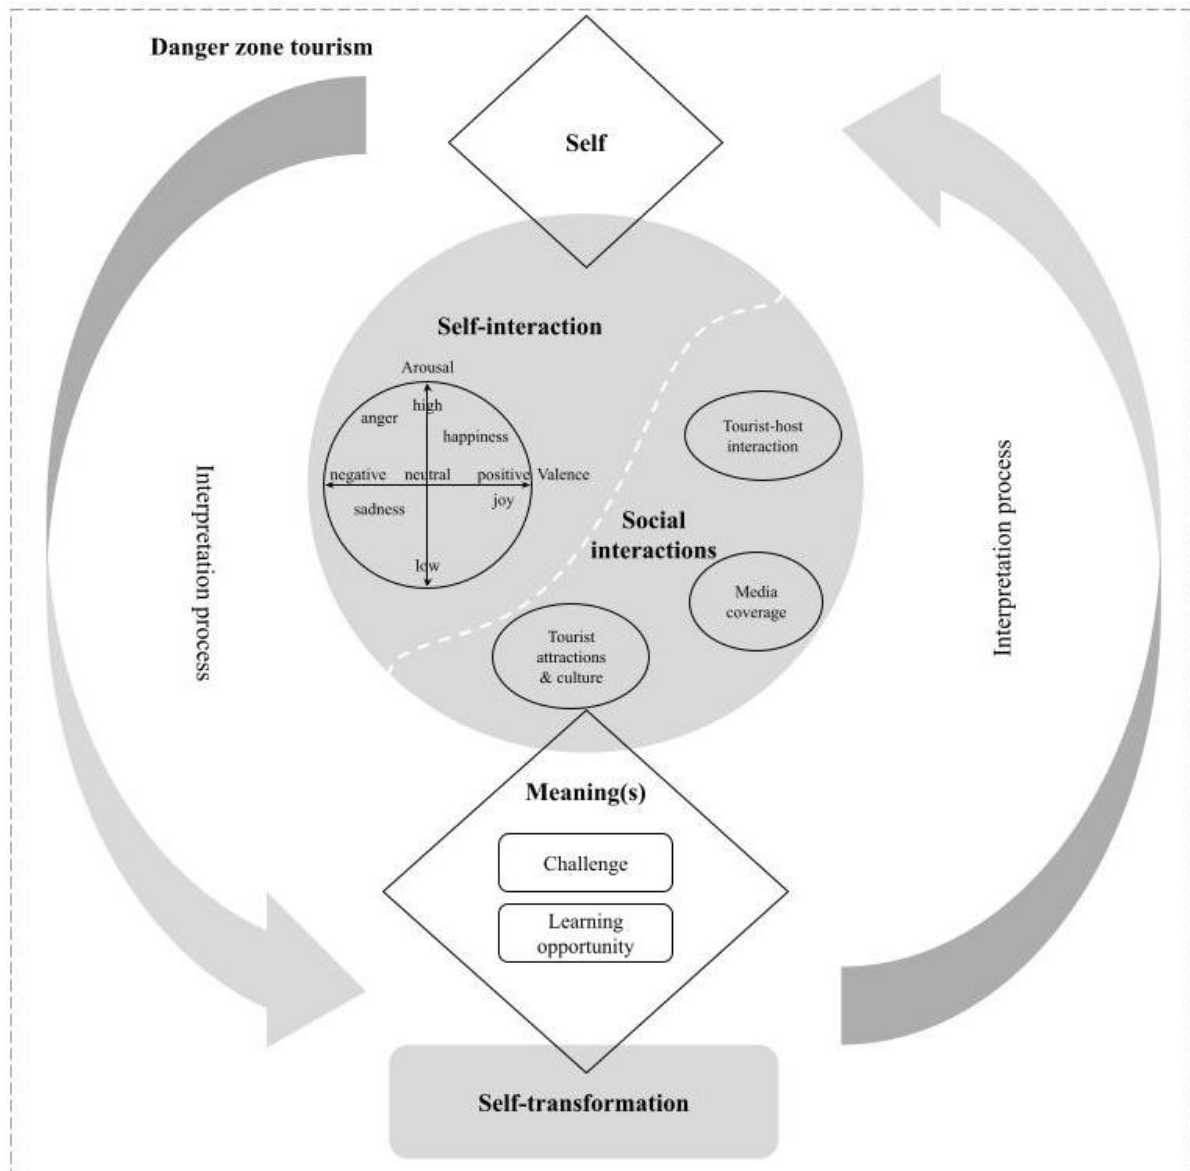 Danger zone tourism
Self
Self-interaction
Arousal
high
anger
happiness
negative
neutral
positive
Valence
sadness
joy
low
Tourist-host
interaction
Social
interactions
Media
coverage
Tourist
attractions
& culture
Interpretation process
Interpretation process
Meaning(s)
Challenge
Learning
opportunity
Self-transformation